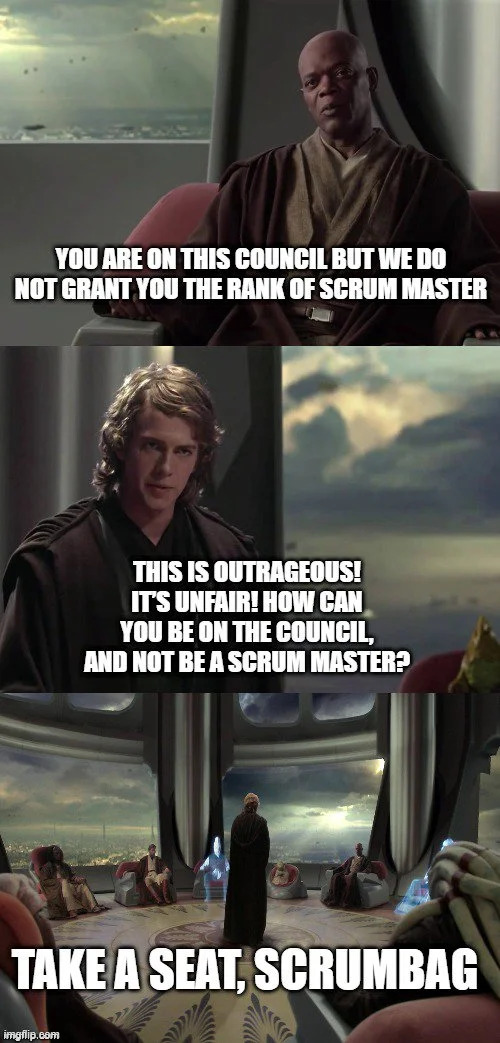 YOU ARE ON THIS COUNCIL BUT WE DO
NOT GRANT YOU THE RANK OF SCRUM MASTER
THIS IS OUTRAGEOUS!
IT'S UNFAIR! HOW CAN
YOU BE ON THE COUNCIL,
AND NOT BE A SCRUM MASTER?
TAKE A SEAT, SCRUMBAG
imgflip.com